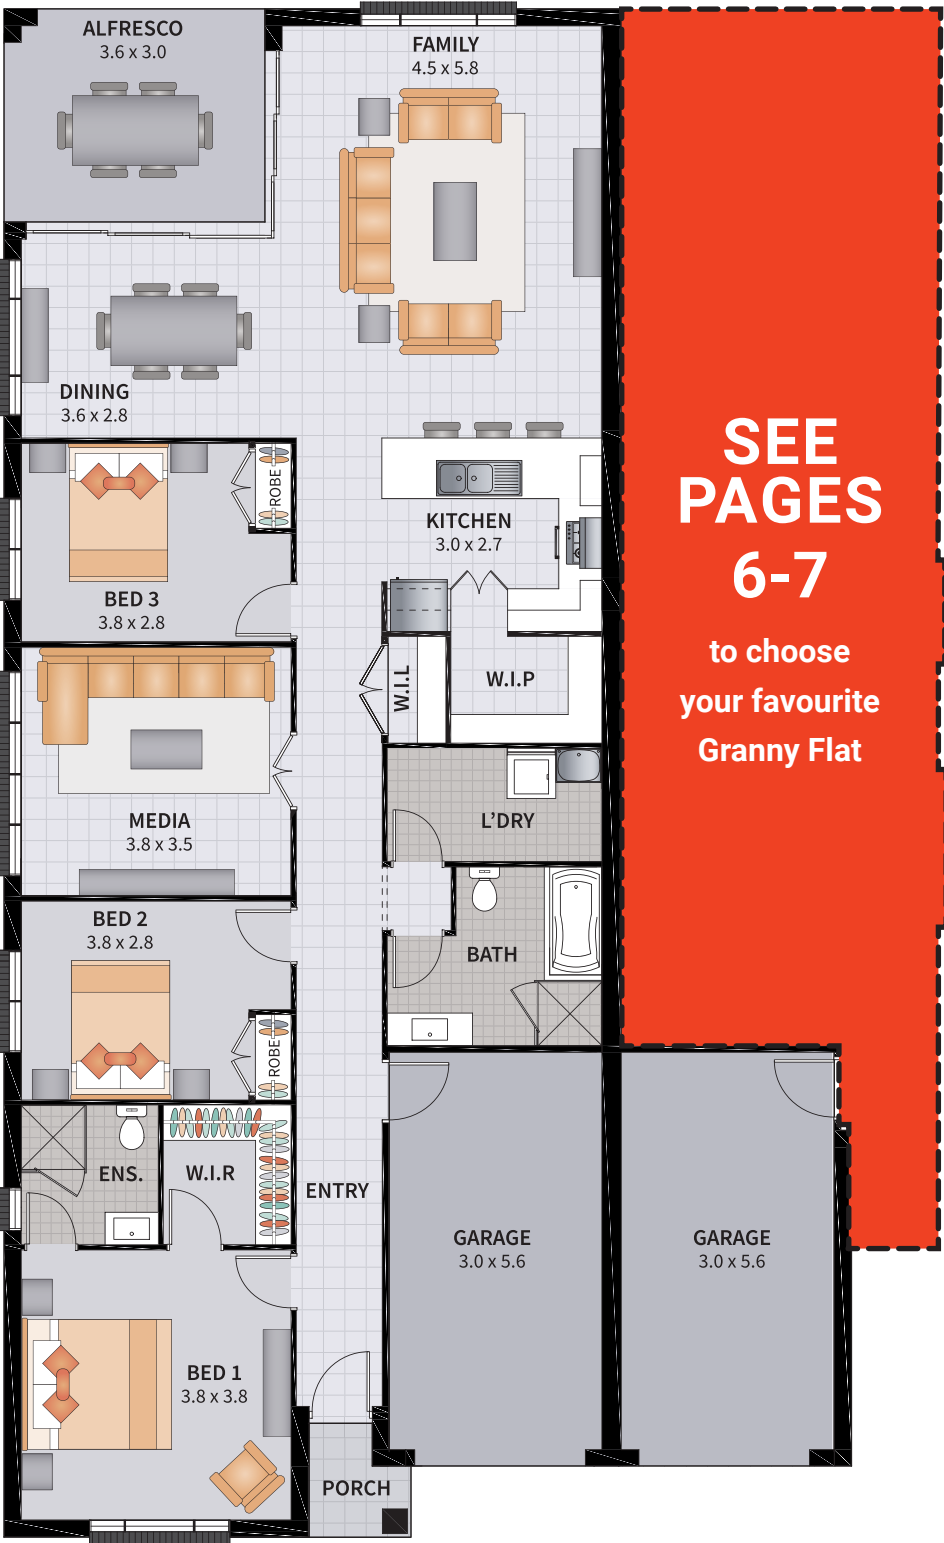 ALFRESCO
3.6 x 3.0
FAMILY
4.5 x 5.8
DINING
3.6 x 2.8
SEE
PAGES
6-7
to choose
your favourite
Granny Flat
ROBE
KITCHEN
3.0 x 2.7
BED 3
3.8 x 2.8
W.I.L
W.I.P
MEDIA
3.8 x 3.5
L'DRY
BED 2
3.8 x 2.8
BATH
ROBE
ENS.
W.I.R
ENTRY
GARAGE
3.0 x 5.6
GARAGE
3.0 x 5.6
BED 1
3.8 x 3.8
PORCH